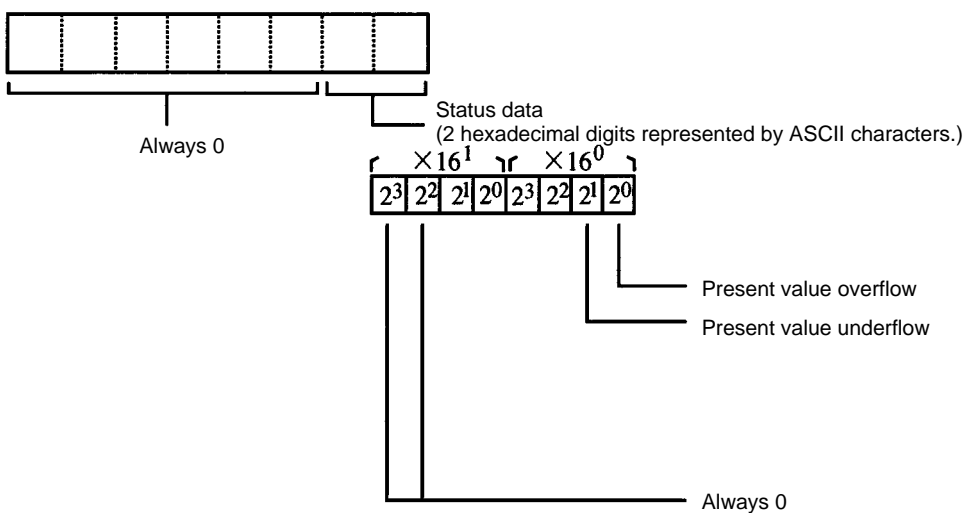 Status data
(2 hexadecimal digits represented by ASCII characters.)
Always 0
×16¹ ×16⁰
2³ 2² 2¹ 2⁰ 2³ 2² 2¹ 2⁰
Present value overflow
Present value underflow
Always 0